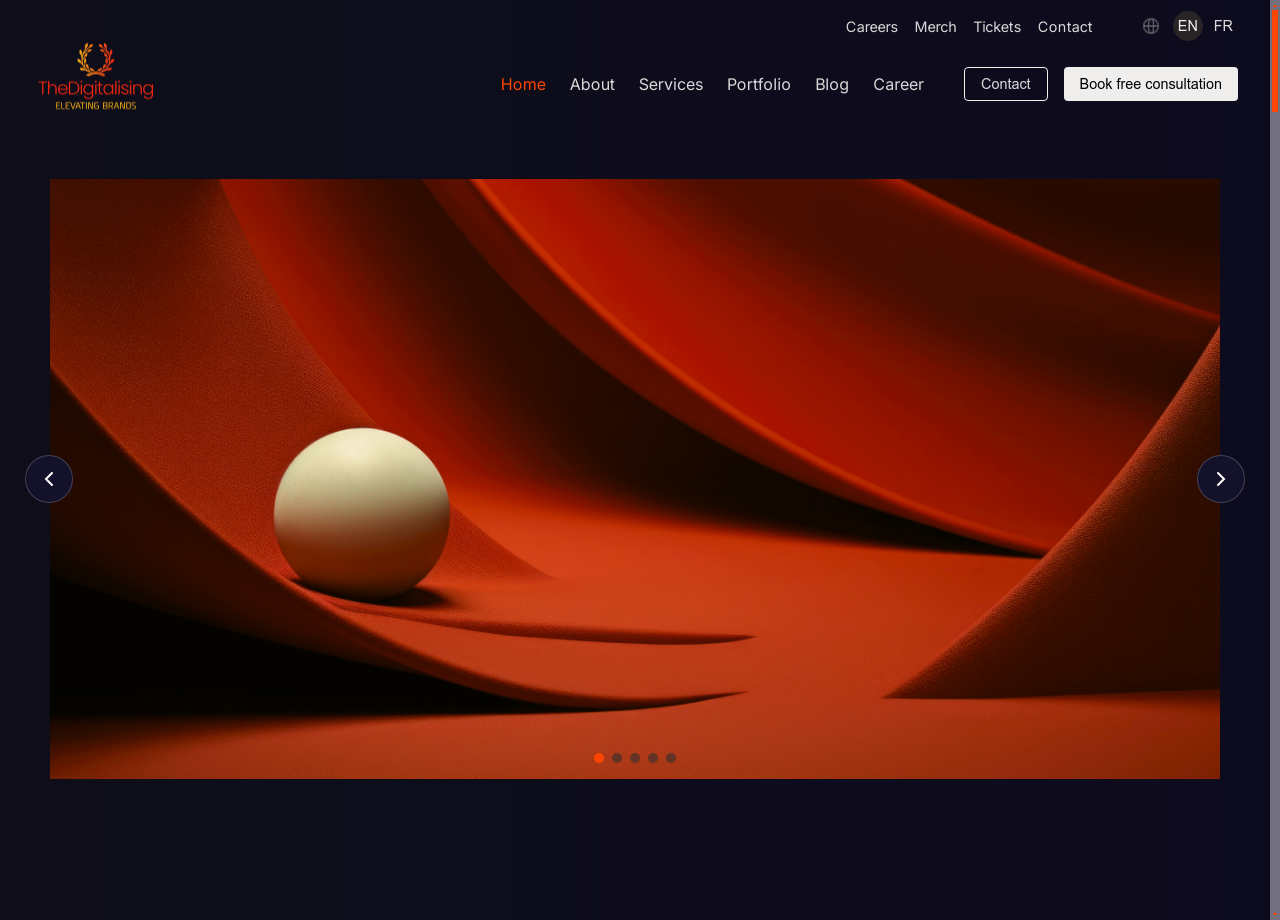 Careers Merch Tickets Contact EN FR
TheDigitalising
ELEVATING BRANDS
Home About Services Portfolio Blog Career Contact Book free consultation